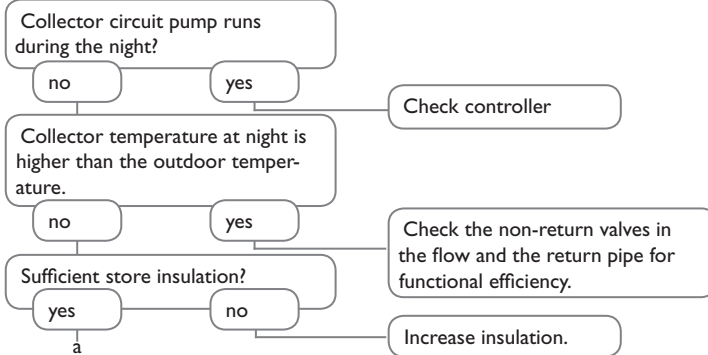 Collector circuit pump runs
during the night?
no
yes
Check controller
Collector temperature at night is
higher than the outdoor temper-
ature.
no
yes
Check the non-return valves in
the flow and the return pipe for
functional efficiency.
Sufficient store insulation?
yes
no
Increase insulation.
a